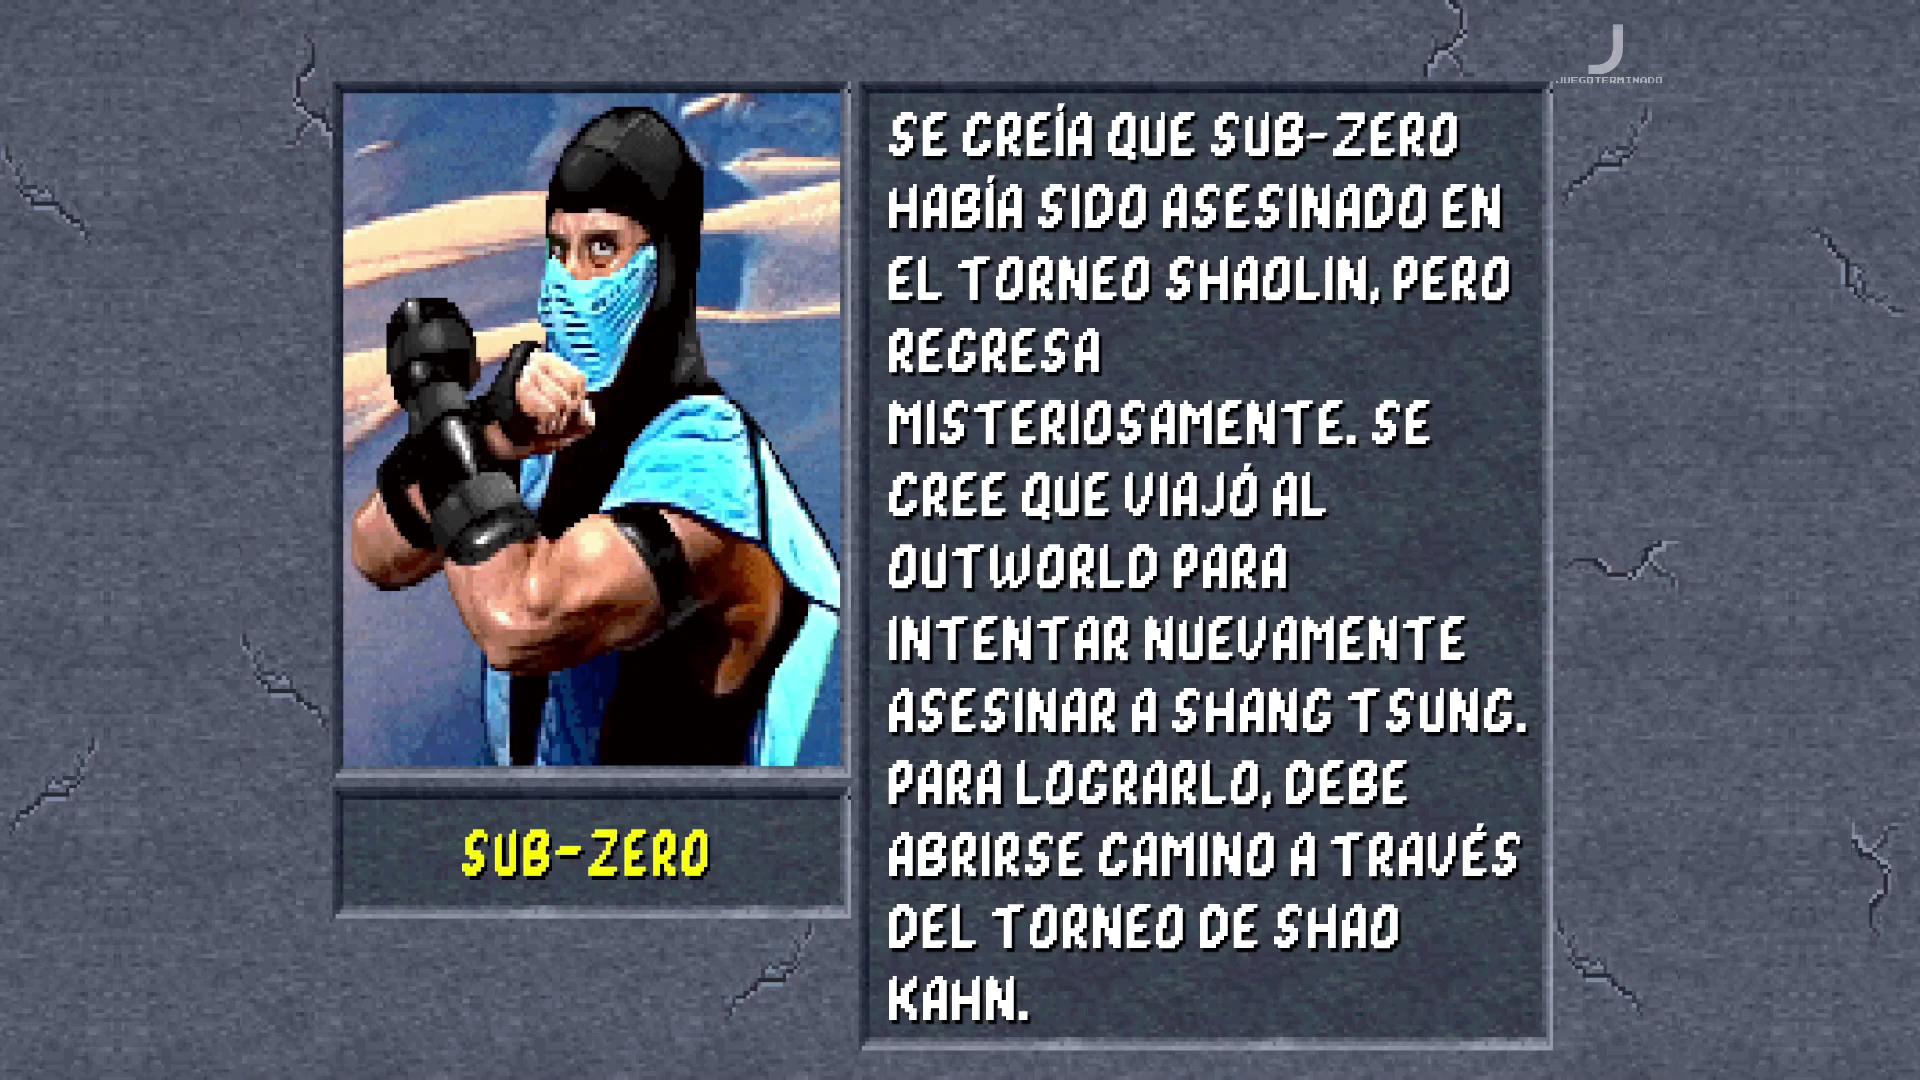 JUEGOTERMINADO
SE CREÍA QUE SUB-ZERO
HABÍA SIDO ASESINADO EN
EL TORNEO SHAOLIN, PERO
REGRESA
MISTERIOSAMENTE. SE
CREE QUE VIAJÓ AL
OUTWORLD PARA
INTENTAR NUEVAMENTE
ASESINAR A SHANG TSUNG.
PARA LOGRARLO, DEBE
ABRIRSE CAMINO A TRAVÉS
DEL TORNEO DE SHAO
KAHN.
SUB-ZERO